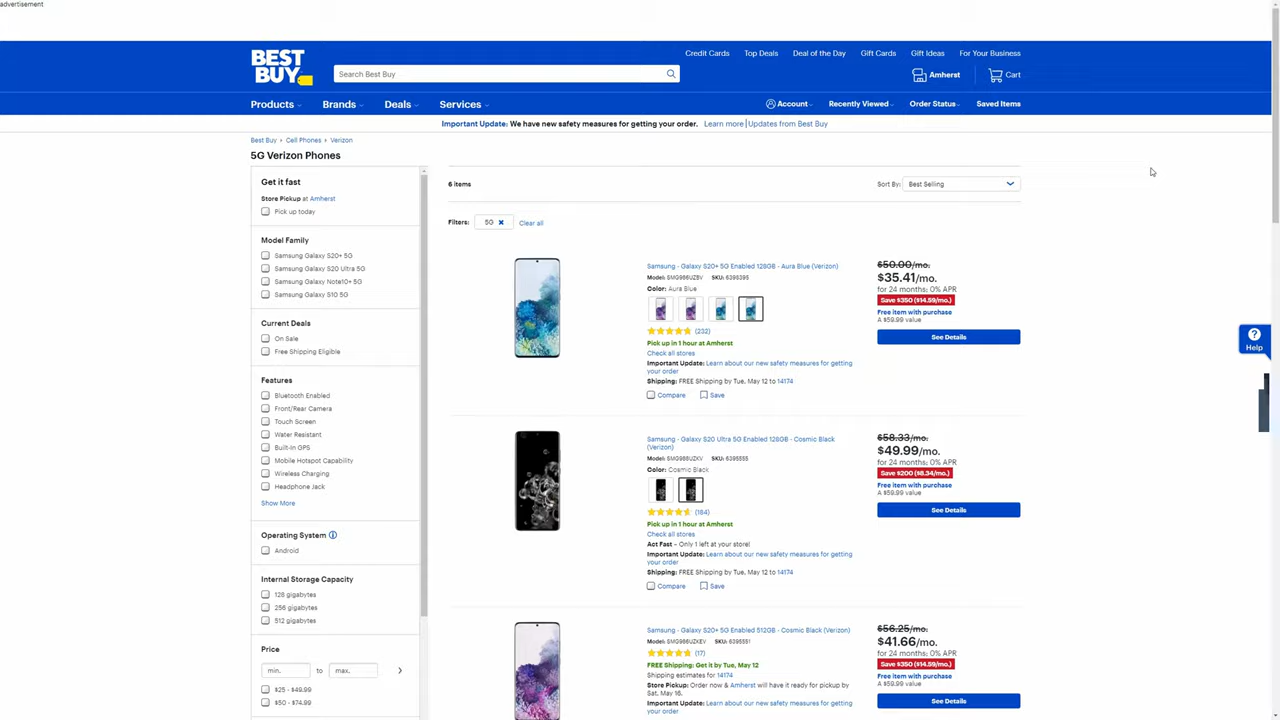 advertisement
BEST BUY
Search Best Buy
Credit Cards Top Deals Deal of the Day Gift Cards Gift Ideas For Your Business
Amherst Cart
Products Brands Deals Services
Account Recently Viewed Order Status Saved Items
Important Update: We have new safety measures for getting your order. Learn more | Updates from Best Buy
Best Buy › Cell Phones › Verizon
5G Verizon Phones
Get it fast
Store Pickup at Amherst
Pick up today
Model Family
Samsung Galaxy S20+ 5G
Samsung Galaxy S20 Ultra 5G
Samsung Galaxy Note10+ 5G
Samsung Galaxy S10 5G
Current Deals
On Sale
Free Shipping Eligible
Features
Bluetooth Enabled
Front/Rear Camera
Touch Screen
Water Resistant
Built-In GPS
Mobile Hotspot Capability
Wireless Charging
Headphone Jack
Show More
Operating System
Android
Internal Storage Capacity
128 gigabytes
256 gigabytes
512 gigabytes
Price
min. to max.
$25 - $49.99
$50 - $74.99
6 items
Sort By: Best Selling
Filters: 5G Clear all
Samsung - Galaxy S20+ 5G Enabled 128GB - Aura Blue (Verizon)
Model: SMG986UZBV SKU: 6395395
Color: Aura Blue
(232)
Pick up in 1 hour at Amherst
Check all stores
Important Update: Learn about our new safety measures for getting
your order
Shipping: FREE Shipping by Tue, May 12 to 14174
Compare Save
$50.00/mo.
$35.41/mo.
for 24 months; 0% APR
Save $350 ($14.59/mo.)
Free item with purchase
A $59.99 value
See Details
Samsung - Galaxy S20 Ultra 5G Enabled 128GB - Cosmic Black
(Verizon)
Model: SMG988UZKV SKU: 6395555
Color: Cosmic Black
(184)
Pick up in 1 hour at Amherst
Check all stores
Act Fast – Only 1 left at your store!
Important Update: Learn about our new safety measures for getting
your order
Shipping: FREE Shipping by Tue, May 12 to 14174
Compare Save
$58.33/mo.
$49.99/mo.
for 24 months; 0% APR
Save $200 ($8.34/mo.)
Free item with purchase
A $59.99 value
See Details
Samsung - Galaxy S20+ 5G Enabled 512GB - Cosmic Black (Verizon)
Model: SMG986UZKEV SKU: 6395551
(17)
FREE Shipping: Get it by Tue, May 12
Shipping estimates for 14174
Store Pickup: Order now & Amherst will have it ready for pickup by
Sat, May 16.
Important Update: Learn about our new safety measures for getting
your order
$56.25/mo.
$41.66/mo.
for 24 months; 0% APR
Save $350 ($14.59/mo.)
Free item with purchase
A $59.99 value
See Details
Help